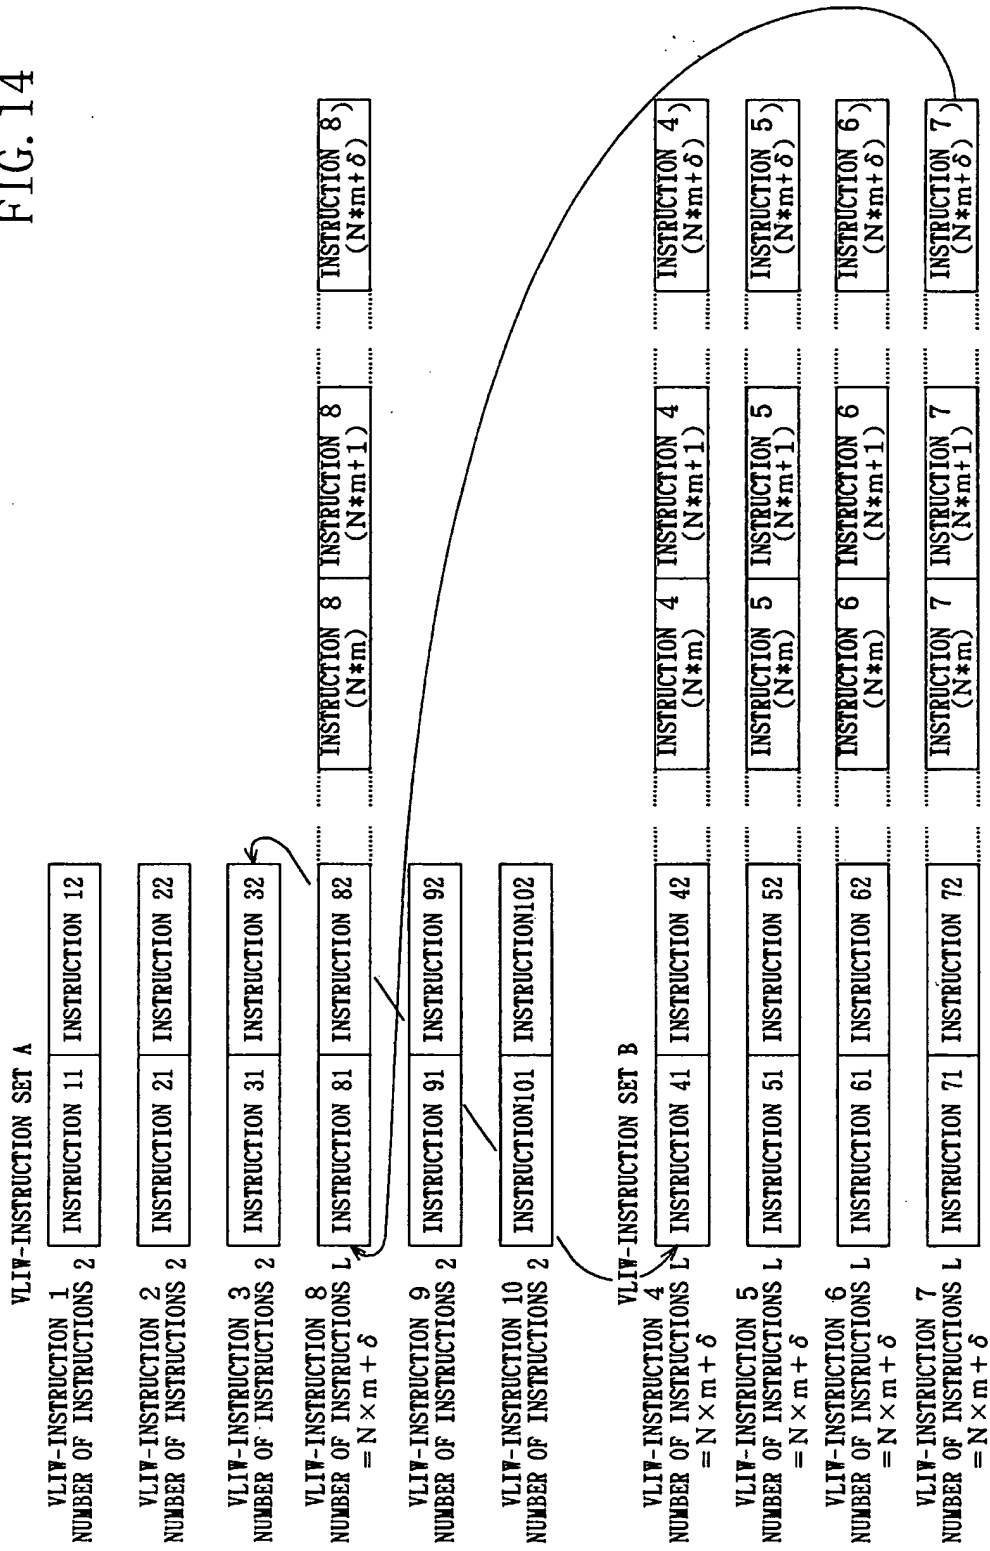 FIG. 14
VLIW-INSTRUCTION SET A
VLIW-INSTRUCTION 1
NUMBER OF INSTRUCTIONS 2
INSTRUCTION 11
INSTRUCTION 12
VLIW-INSTRUCTION 2
NUMBER OF INSTRUCTIONS 2
INSTRUCTION 21
INSTRUCTION 22
VLIW-INSTRUCTION 3
NUMBER OF INSTRUCTIONS 2
INSTRUCTION 31
INSTRUCTION 32
VLIW-INSTRUCTION 8
NUMBER OF INSTRUCTIONS L
=N×m+δ
INSTRUCTION 81
INSTRUCTION 82
INSTRUCTION 8
(N*m)
INSTRUCTION 8
(N*m+1)
INSTRUCTION 8
(N*m+δ)
VLIW-INSTRUCTION 9
NUMBER OF INSTRUCTIONS 2
INSTRUCTION 91
INSTRUCTION 92
VLIW-INSTRUCTION 10
NUMBER OF INSTRUCTIONS 2
INSTRUCTION101
INSTRUCTION102
VLIW-INSTRUCTION SET B
VLIW-INSTRUCTION 4
NUMBER OF INSTRUCTIONS L
=N×m+δ
INSTRUCTION 41
INSTRUCTION 42
INSTRUCTION 4
(N*m)
INSTRUCTION 4
(N*m+1)
INSTRUCTION 4
(N*m+δ)
VLIW-INSTRUCTION 5
NUMBER OF INSTRUCTIONS L
=N×m+δ
INSTRUCTION 51
INSTRUCTION 52
INSTRUCTION 5
(N*m)
INSTRUCTION 5
(N*m+1)
INSTRUCTION 5
(N*m+δ)
VLIW-INSTRUCTION 6
NUMBER OF INSTRUCTIONS L
=N×m+δ
INSTRUCTION 61
INSTRUCTION 62
INSTRUCTION 6
(N*m)
INSTRUCTION 6
(N*m+1)
INSTRUCTION 6
(N*m+δ)
VLIW-INSTRUCTION 7
NUMBER OF INSTRUCTIONS L
=N×m+δ
INSTRUCTION 71
INSTRUCTION 72
INSTRUCTION 7
(N*m)
INSTRUCTION 7
(N*m+1)
INSTRUCTION 7
(N*m+δ)